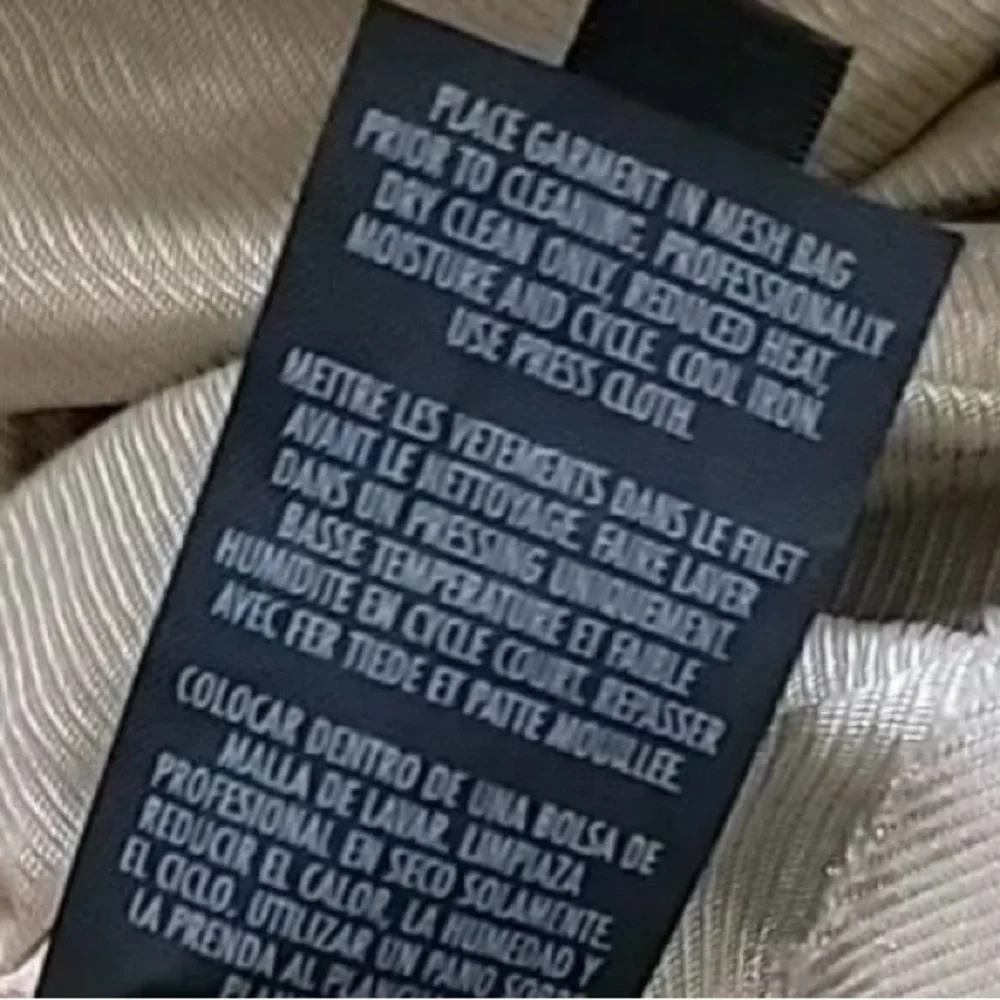 PLACE GARMENT IN MESH BAG
PRIOR TO CLEANING, PROFESSIONALLY
DRY CLEAN ONLY, REDUCED HEAT,
MOISTURE AND CYCLE. COOL IRON.
USE PRESS CLOTH.
METTRE LES VETEMENTS DANS LE FILET
AVANT LE NETTOYAGE. FAIRE LAVER
DANS UN PRESSING UNIQUEMENT.
BASSE TEMPERATURE ET FAIBLE
HUMIDITE EN CYCLE COURT. REPASSER
AVEC FER TIEDE ET PATTE MOUILLEE.
COLOCAR DENTRO DE UNA BOLSA DE
MALLA DE LAVAR. LIMPIAZA
PROFESIONAL EN SECO SOLAMENTE.
REDUCIR EL CALOR, LA HUMEDAD Y
EL CICLO. UTILIZAR UN PANO
LA PRENDA AL